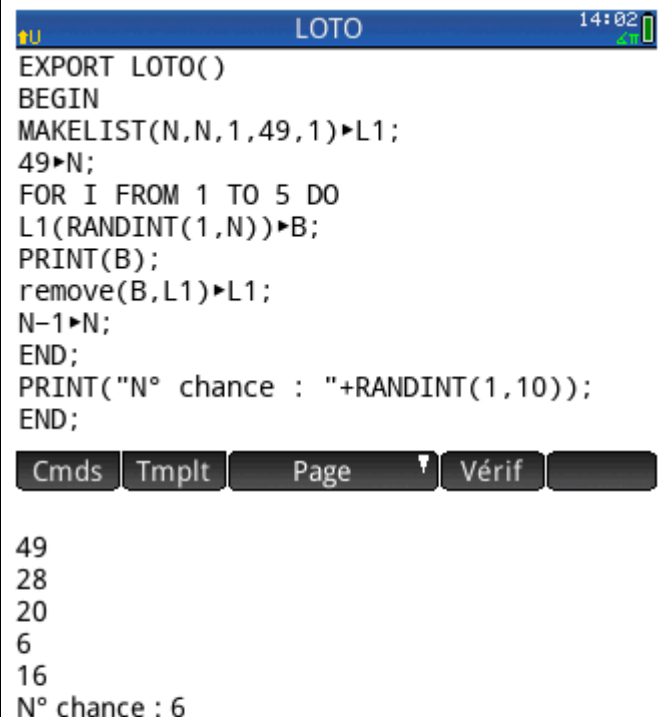 LOTO
14:02
U
∡π
EXPORT LOTO()
BEGIN
MAKELIST(N,N,1,49,1)▶L1;
49▶N;
FOR I FROM 1 TO 5 DO
L1(RANDINT(1,N))▶B;
PRINT(B);
remove(B,L1)▶L1;
N−1▶N;
END;
PRINT("N° chance : "+RANDINT(1,10));
END;
Cmds Tmplt Page Vérif
49
28
20
6
16
N° chance : 6